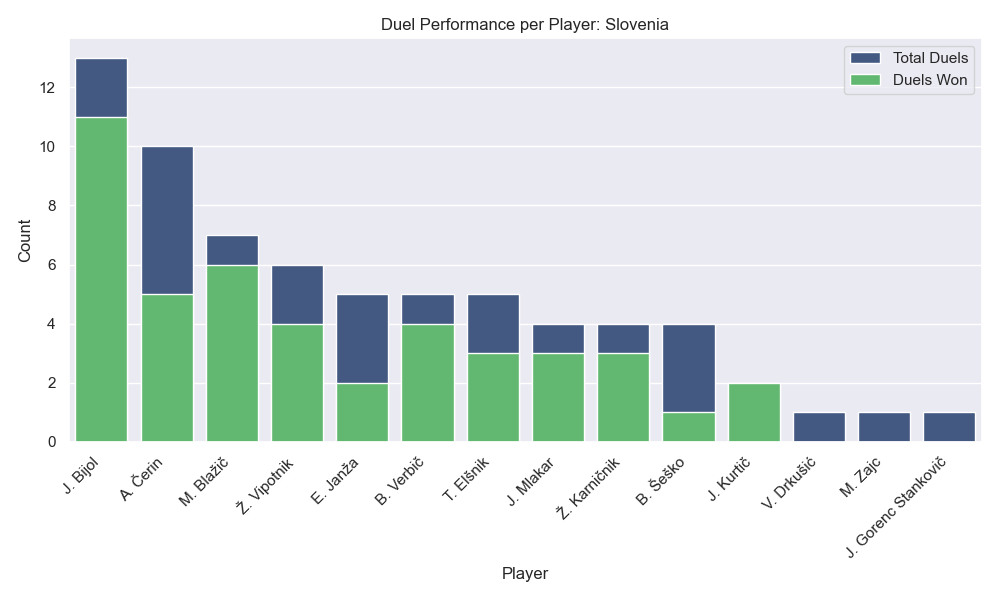 Duel Performance per Player: Slovenia
Total Duels
Duels Won
Count
12
10
8
6
4
2
0
J. Bijol
A. Čerin
M. Blažič
Ž. Vipotnik
E. Janža
B. Verbič
T. Elšnik
J. Mlakar
Ž. Karničnik
B. Šeško
J. Kurtič
V. Drkušić
M. Zajc
J. Gorenc Stankovič
Player